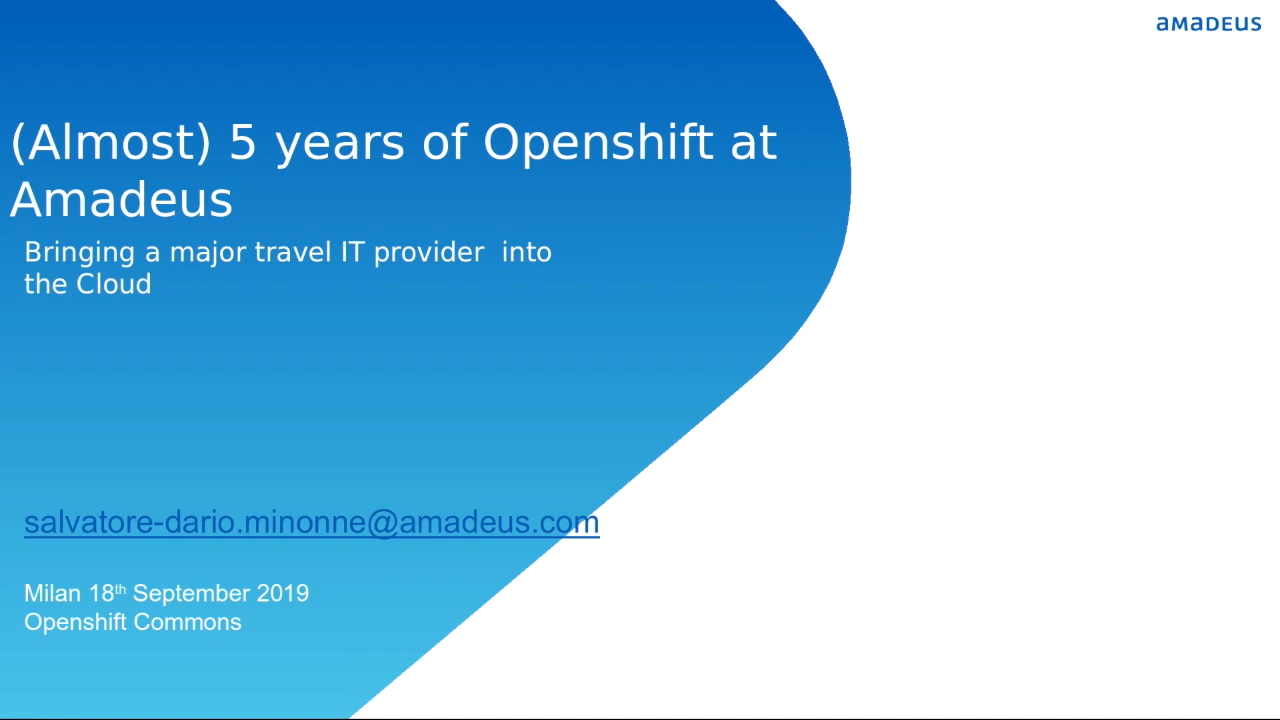 aMaDEUS
(Almost) 5 years of Openshift at
Amadeus
Bringing a major travel IT provider  into
the Cloud
salvatore-dario.minonne@amadeus.com
Milan 18th September 2019
Openshift Commons